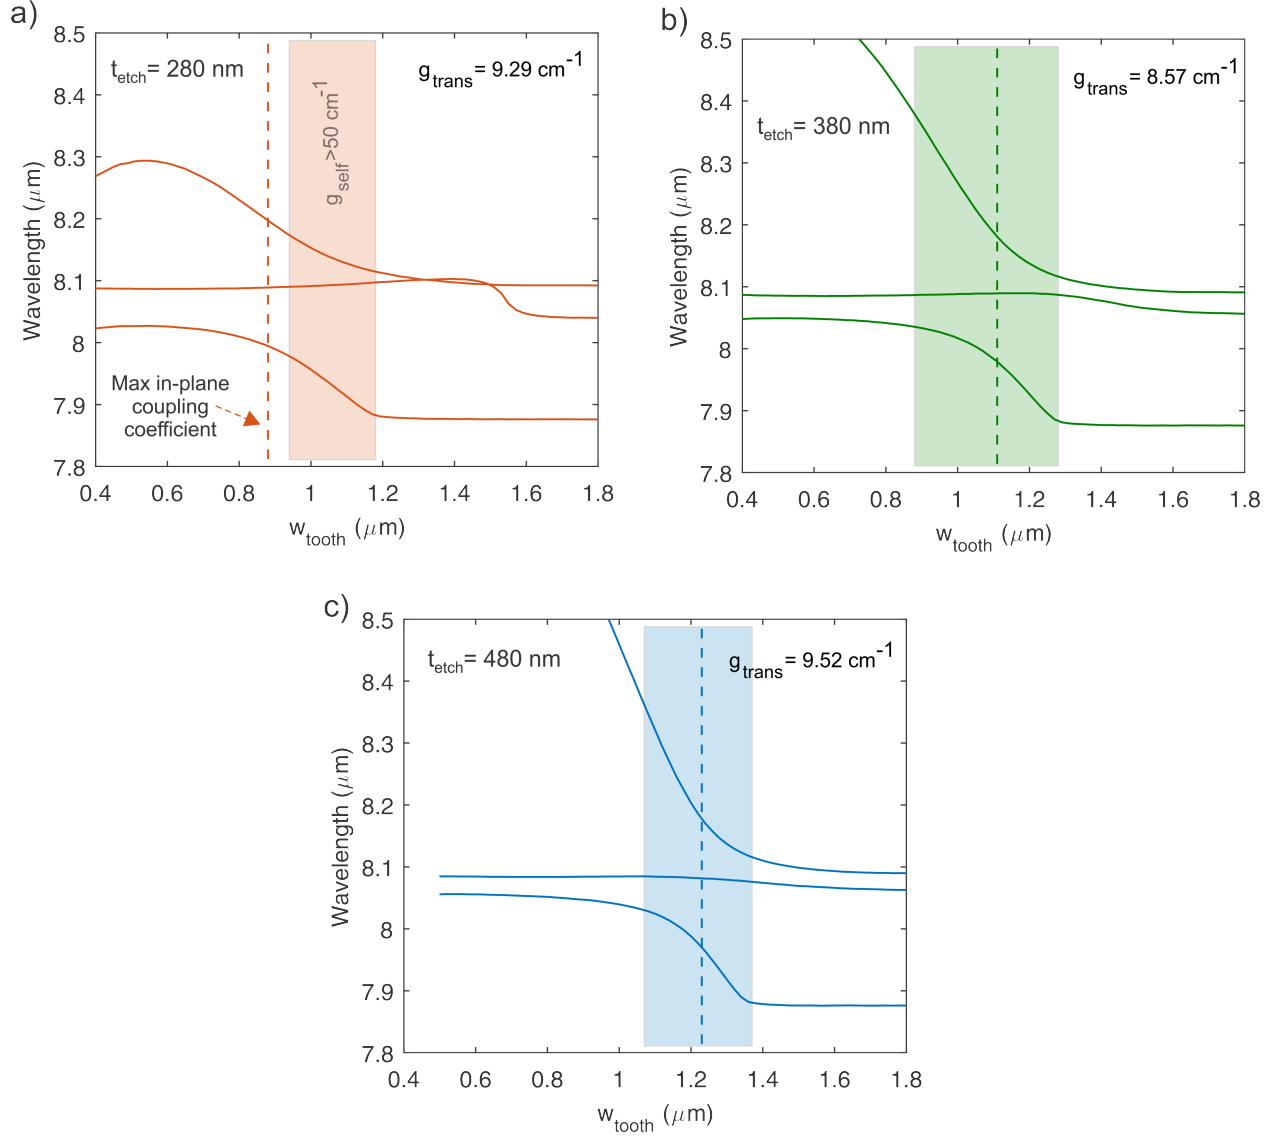 a)
t_etch= 280 nm
g_trans= 9.29 cm^-1
g_self>50 cm^-1
Max in-plane
coupling
coefficient
Wavelength (μm)
8.5
8.4
8.3
8.2
8.1
8
7.9
7.8
0.4 0.6 0.8 1 1.2 1.4 1.6 1.8
w_tooth (μm)
b)
t_etch= 380 nm
g_trans= 8.57 cm^-1
Wavelength (μm)
8.5
8.4
8.3
8.2
8.1
8
7.9
7.8
0.4 0.6 0.8 1 1.2 1.4 1.6 1.8
w_tooth (μm)
c)
t_etch= 480 nm
g_trans= 9.52 cm^-1
Wavelength (μm)
8.5
8.4
8.3
8.2
8.1
8
7.9
7.8
0.4 0.6 0.8 1 1.2 1.4 1.6 1.8
w_tooth (μm)